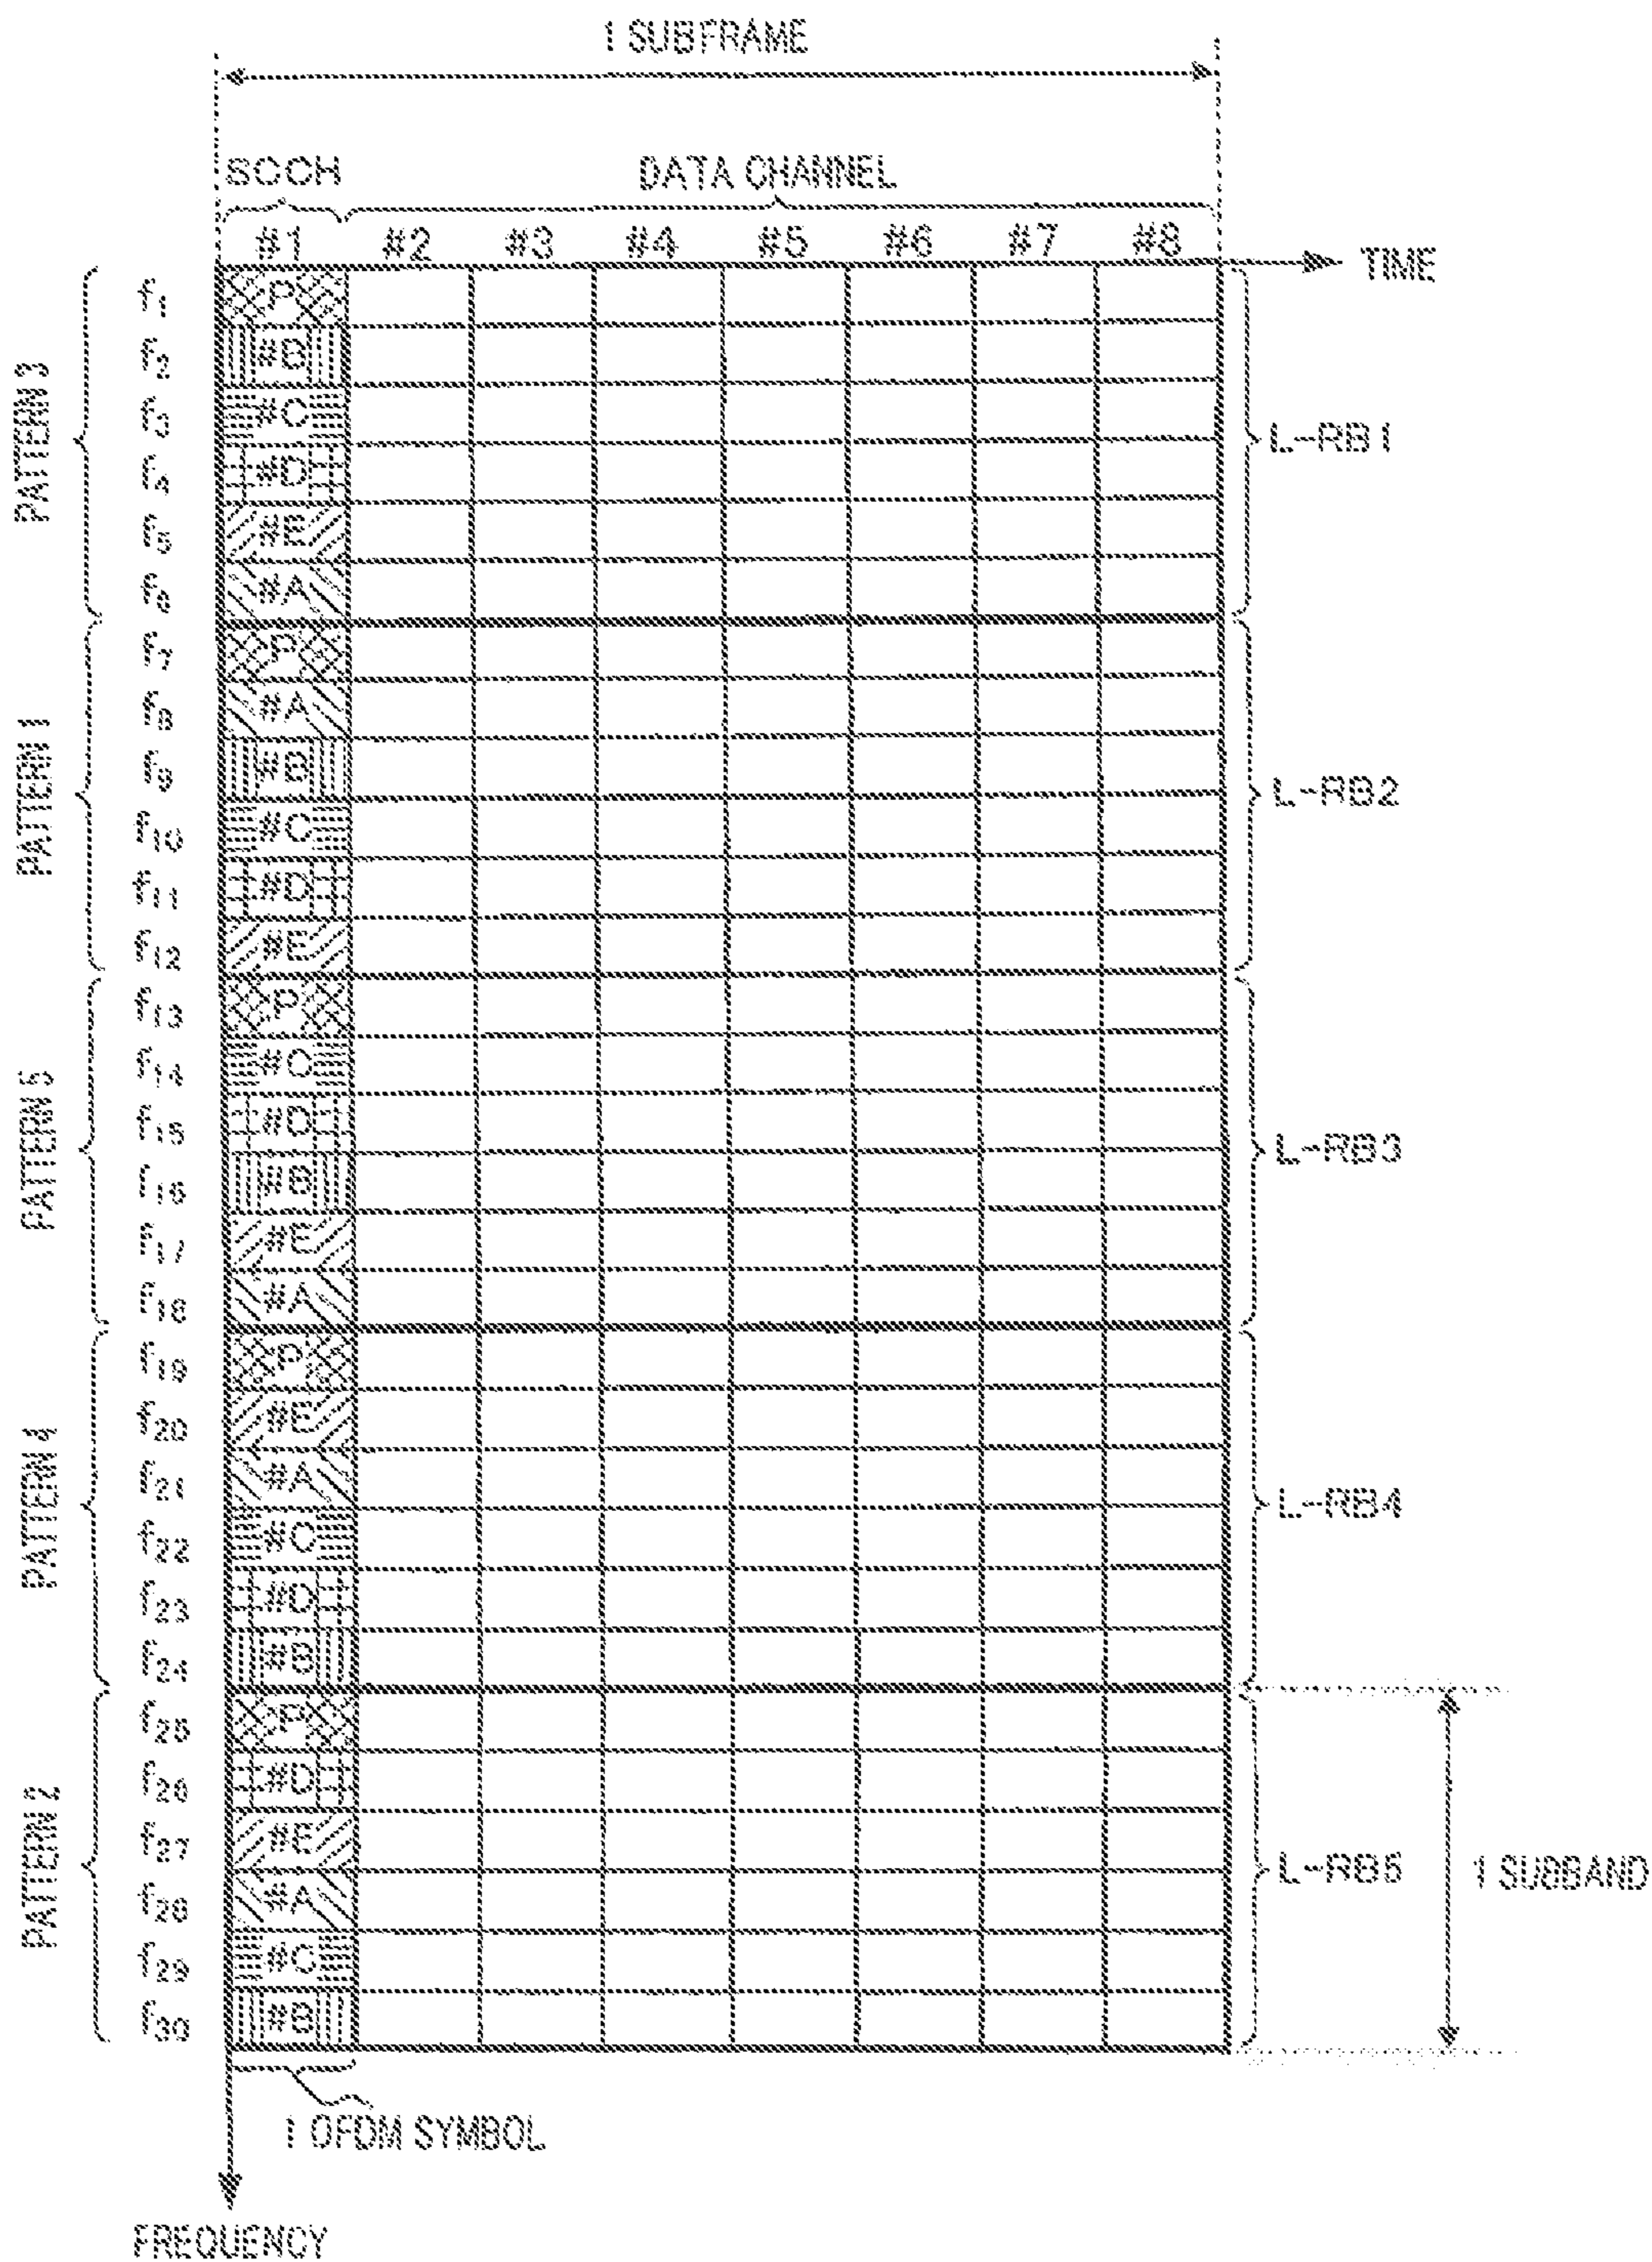 1 SUBFRAME
SCCH DATA CHANNEL
#1 #2 #3 #4 #5 #6 #7 #8 TIME
PATTERN 3
f1 P
f2 #B
f3 #C
f4 #D
f5 #E
f6 #A
L-RB1
PATTERN 1
f7 P
f8 #A
f9 #B
f10 #C
f11 #D
f12 #E
L-RB2
PATTERN 5
f13 P
f14 #C
f15 #D
f16 #B
f17 #E
f18 #A
L-RB3
PATTERN 4
f19 P
f20 #E
f21 #A
f22 #C
f23 #D
f24 #B
L-RB4
PATTERN 2
f25 P
f26 #D
f27 #E
f28 #A
f29 #C
f30 #B
L-RB5
1 SUBBAND
1 OFDM SYMBOL
FREQUENCY